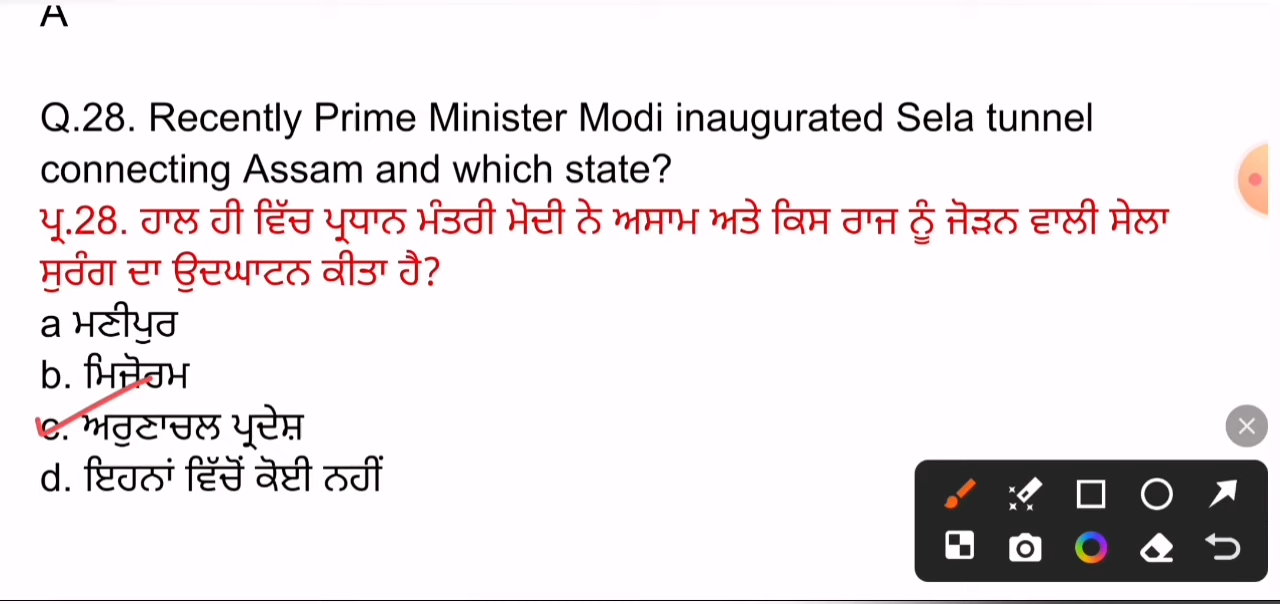 A
Q.28. Recently Prime Minister Modi inaugurated Sela tunnel
connecting Assam and which state?
ਪ੍ਰ.28. ਹਾਲ ਹੀ ਵਿੱਚ ਪ੍ਰਧਾਨ ਮੰਤਰੀ ਮੋਦੀ ਨੇ ਅਸਾਮ ਅਤੇ ਕਿਸ ਰਾਜ ਨੂੰ ਜੋੜਨ ਵਾਲੀ ਸੇਲਾ
ਸੁਰੰਗ ਦਾ ਉਦਘਾਟਨ ਕੀਤਾ ਹੈ?
a ਮਣੀਪੁਰ
b. ਮਿਜ਼ੋਰਮ
c. ਅਰੁਣਾਚਲ ਪ੍ਰਦੇਸ਼
d. ਇਹਨਾਂ ਵਿੱਚੋਂ ਕੋਈ ਨਹੀਂ